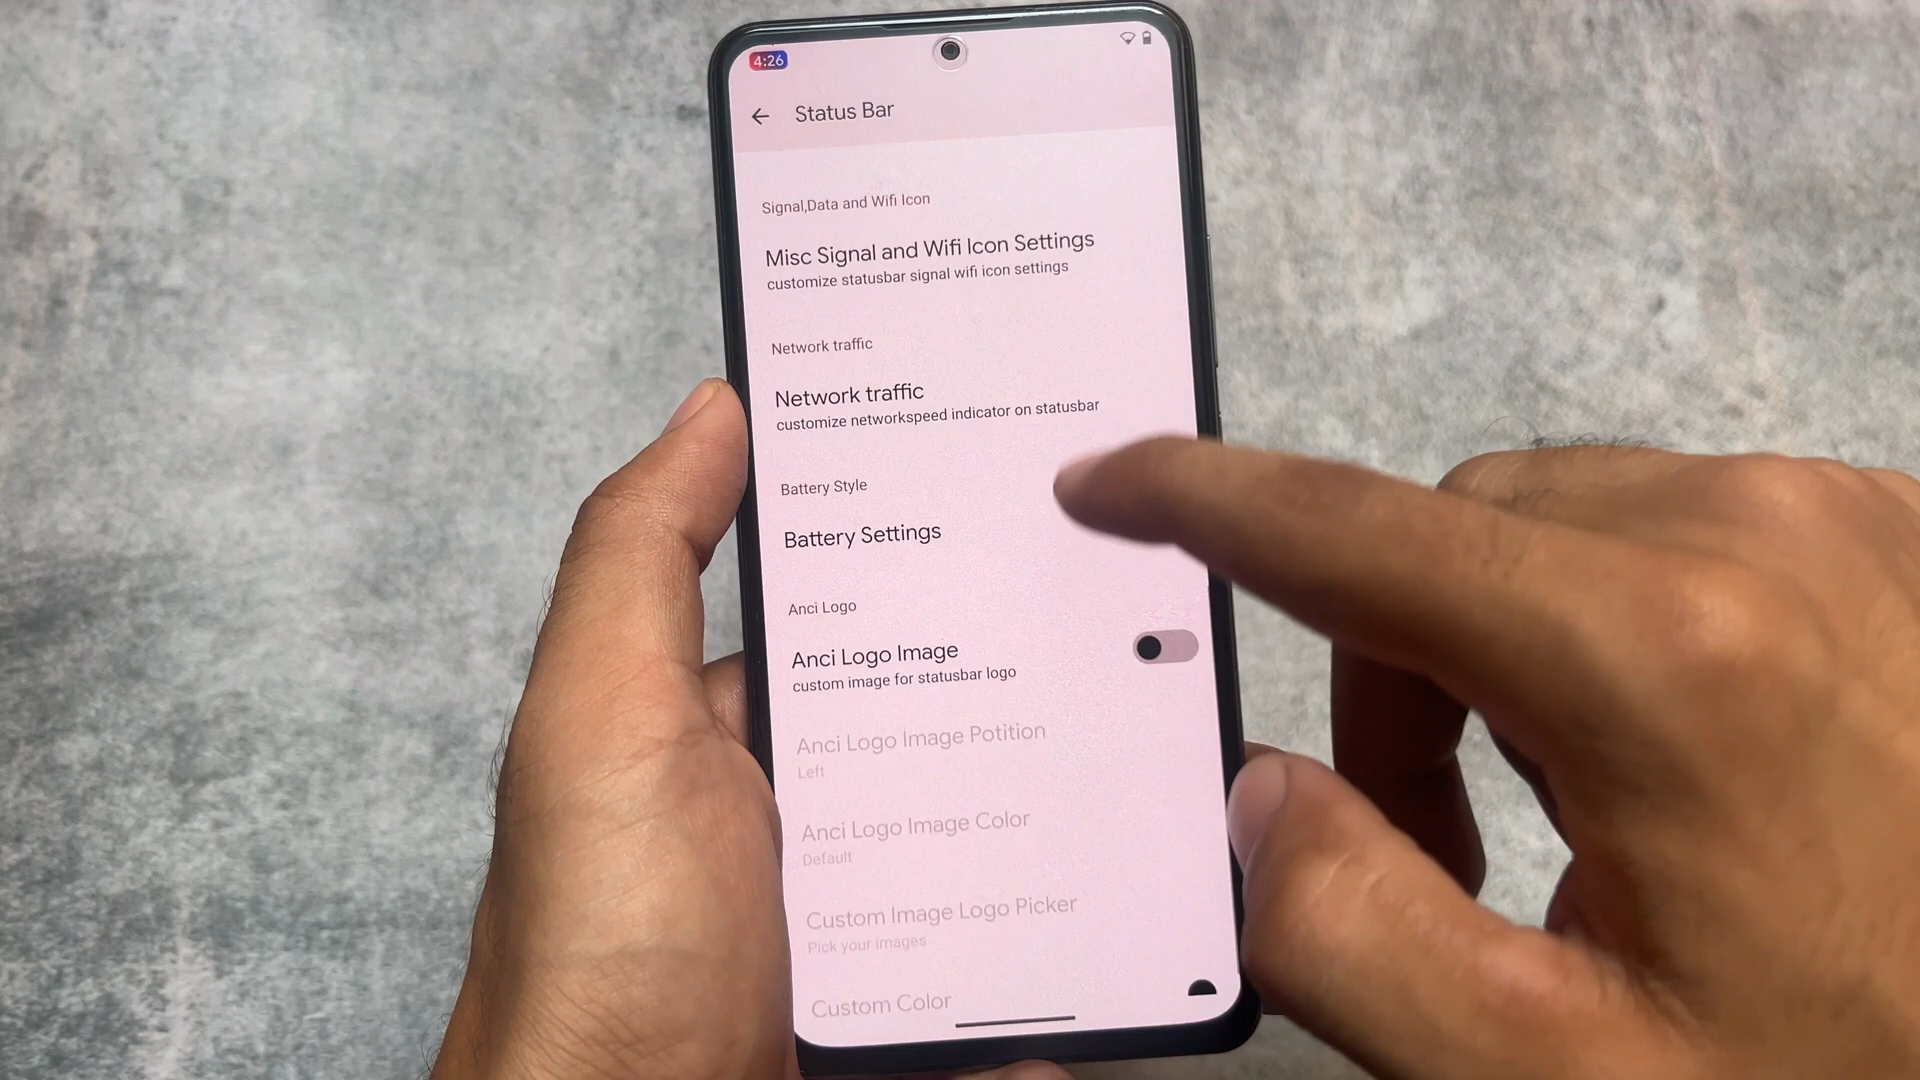 4:26
Status Bar
Signal,Data and Wifi Icon
Misc Signal and Wifi Icon Settings
customize statusbar signal wifi icon settings
Network traffic
Network traffic
customize networkspeed indicator on statusbar
Battery Style
Battery Settings
Anci Logo
Anci Logo Image
custom image for statusbar logo
Anci Logo Image Potition
Left
Anci Logo Image Color
Default
Custom Image Logo Picker
Pick your images
Custom Color